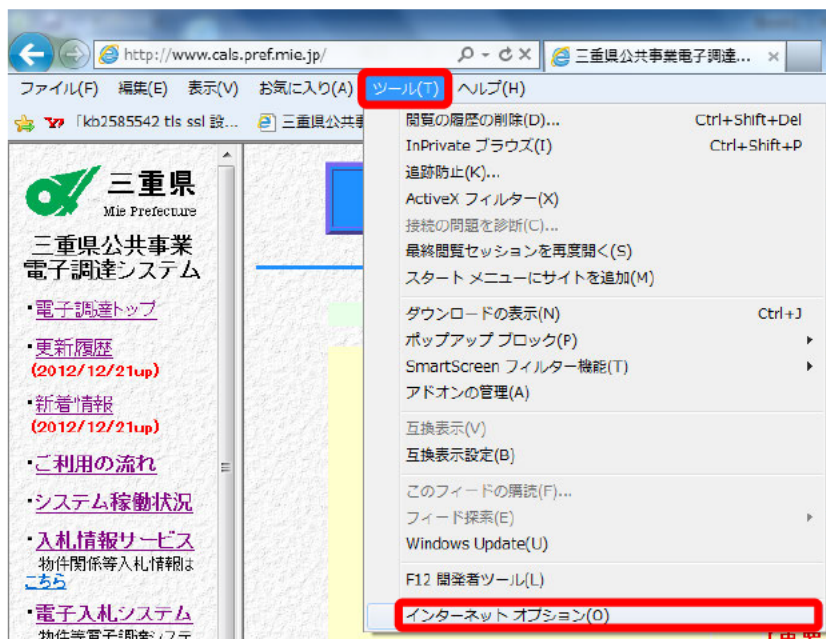 http://www.cals.pref.mie.jp/
三重県公共事業電子調達...
ファイル(F) 編集(E) 表示(V) お気に入り(A) ツール(T) ヘルプ(H)
「kb2585542 tls ssl 設...
三重県公共事
閲覧の履歴の削除(D)... Ctrl+Shift+Del
InPrivate ブラウズ(I) Ctrl+Shift+P
追跡防止(K)...
ActiveX フィルター(X)
接続の問題を診断(C)...
最終閲覧セッションを再度開く(S)
スタート メニューにサイトを追加(M)
ダウンロードの表示(N) Ctrl+J
ポップアップ ブロック(P)
SmartScreen フィルター機能(T)
アドオンの管理(A)
互換表示(V)
互換表示設定(B)
このフィードの購読(F)...
フィード探索(E)
Windows Update(U)
F12 開発者ツール(L)
インターネット オプション(O)
三重県
Mie Prefecture
三重県公共事業
電子調達システム
・電子調達トップ
・更新履歴
(2012/12/21up)
・新着情報
(2012/12/21up)
・ご利用の流れ
・システム稼働状況
・入札情報サービス
物件関係等入札情報は
こちら
・電子入札システム
物件等電子調達システ